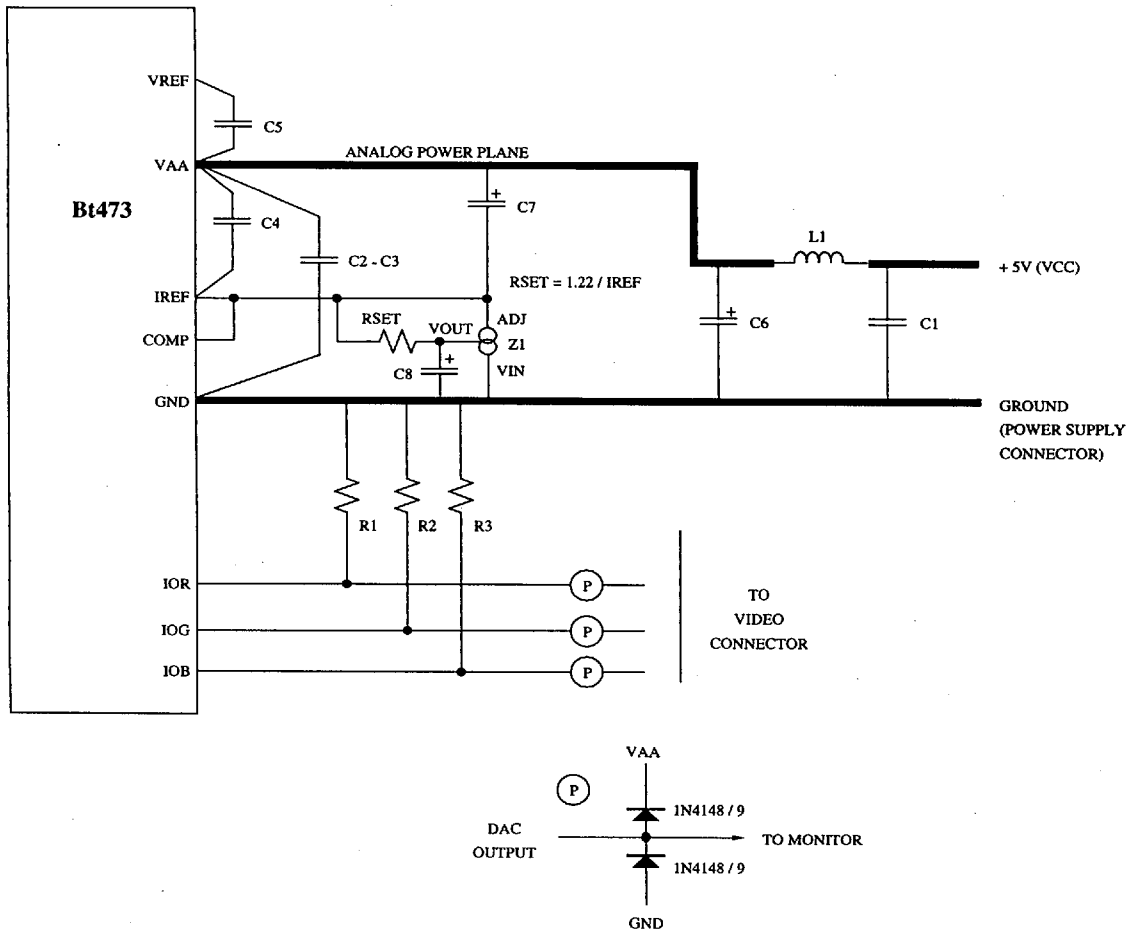 VREF
C5
VAA
ANALOG POWER PLANE
Bt473
C7
C4
L1
C2 - C3
+ 5V (VCC)
IREF
RSET = 1.22 / IREF
RSET
VOUT
ADJ
+
C6
C1
COMP
Z1
+
C8
VIN
+
GND
GROUND
(POWER SUPPLY
CONNECTOR)
R1
R2
R3
IOR
P
TO
VIDEO
CONNECTOR
IOG
P
IOB
P
VAA
P
1N4148 / 9
DAC
OUTPUT
TO MONITOR
1N4148 / 9
GND
+